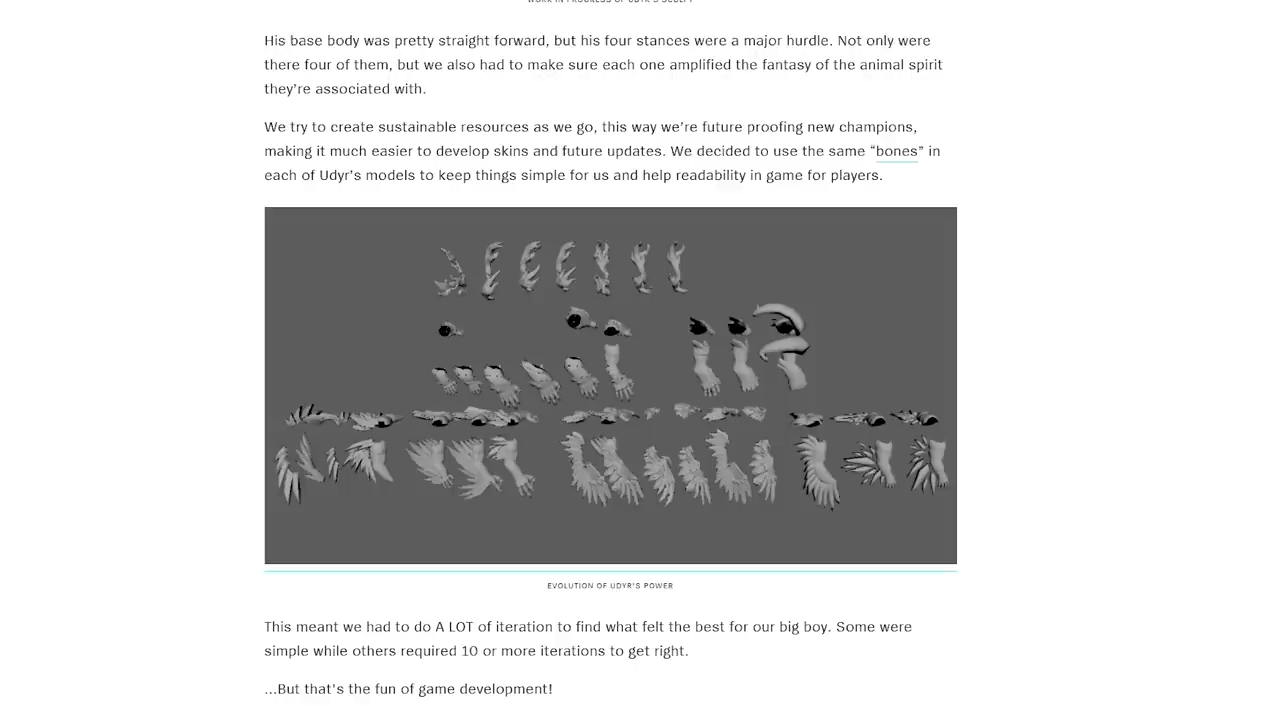 WORK IN PROGRESS OF UDYR'S SCULPT
His base body was pretty straight forward, but his four stances were a major hurdle. Not only were
there four of them, but we also had to make sure each one amplified the fantasy of the animal spirit
they're associated with.
We try to create sustainable resources as we go, this way we're future proofing new champions,
making it much easier to develop skins and future updates. We decided to use the same “bones” in
each of Udyr's models to keep things simple for us and help readability in game for players.
EVOLUTION OF UDYR'S POWER
This meant we had to do A LOT of iteration to find what felt the best for our big boy. Some were
simple while others required 10 or more iterations to get right.
...But that's the fun of game development!